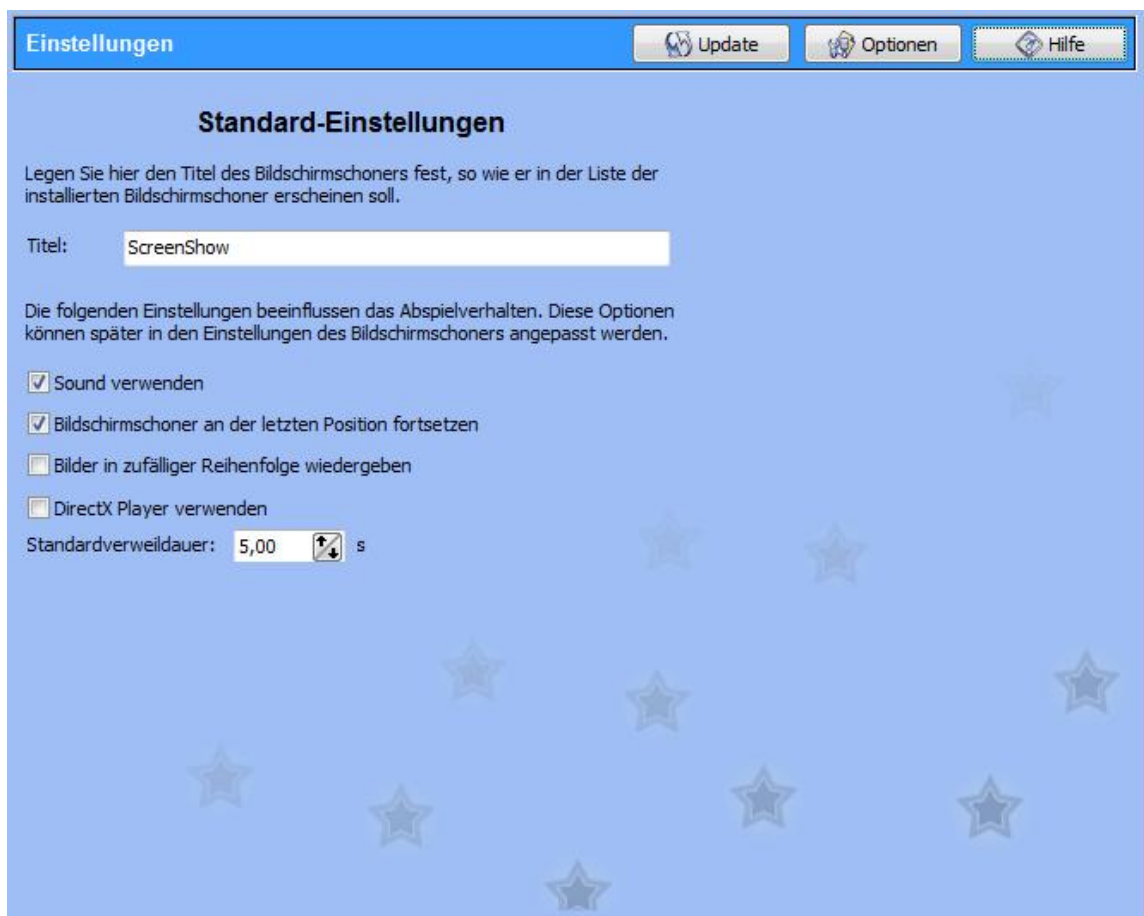 Einstellungen
Update
Optionen
Hilfe
Standard-Einstellungen
Legen Sie hier den Titel des Bildschirmschoners fest, so wie er in der Liste der
installierten Bildschirmschoner erscheinen soll.
Titel:
ScreenShow
Die folgenden Einstellungen beeinflussen das Abspielverhalten. Diese Optionen
können später in den Einstellungen des Bildschirmschoners angepasst werden.
Sound verwenden
Bildschirmschoner an der letzten Position fortsetzen
Bilder in zufälliger Reihenfolge wiedergeben
DirectX Player verwenden
Standardverweildauer: 5,00 s